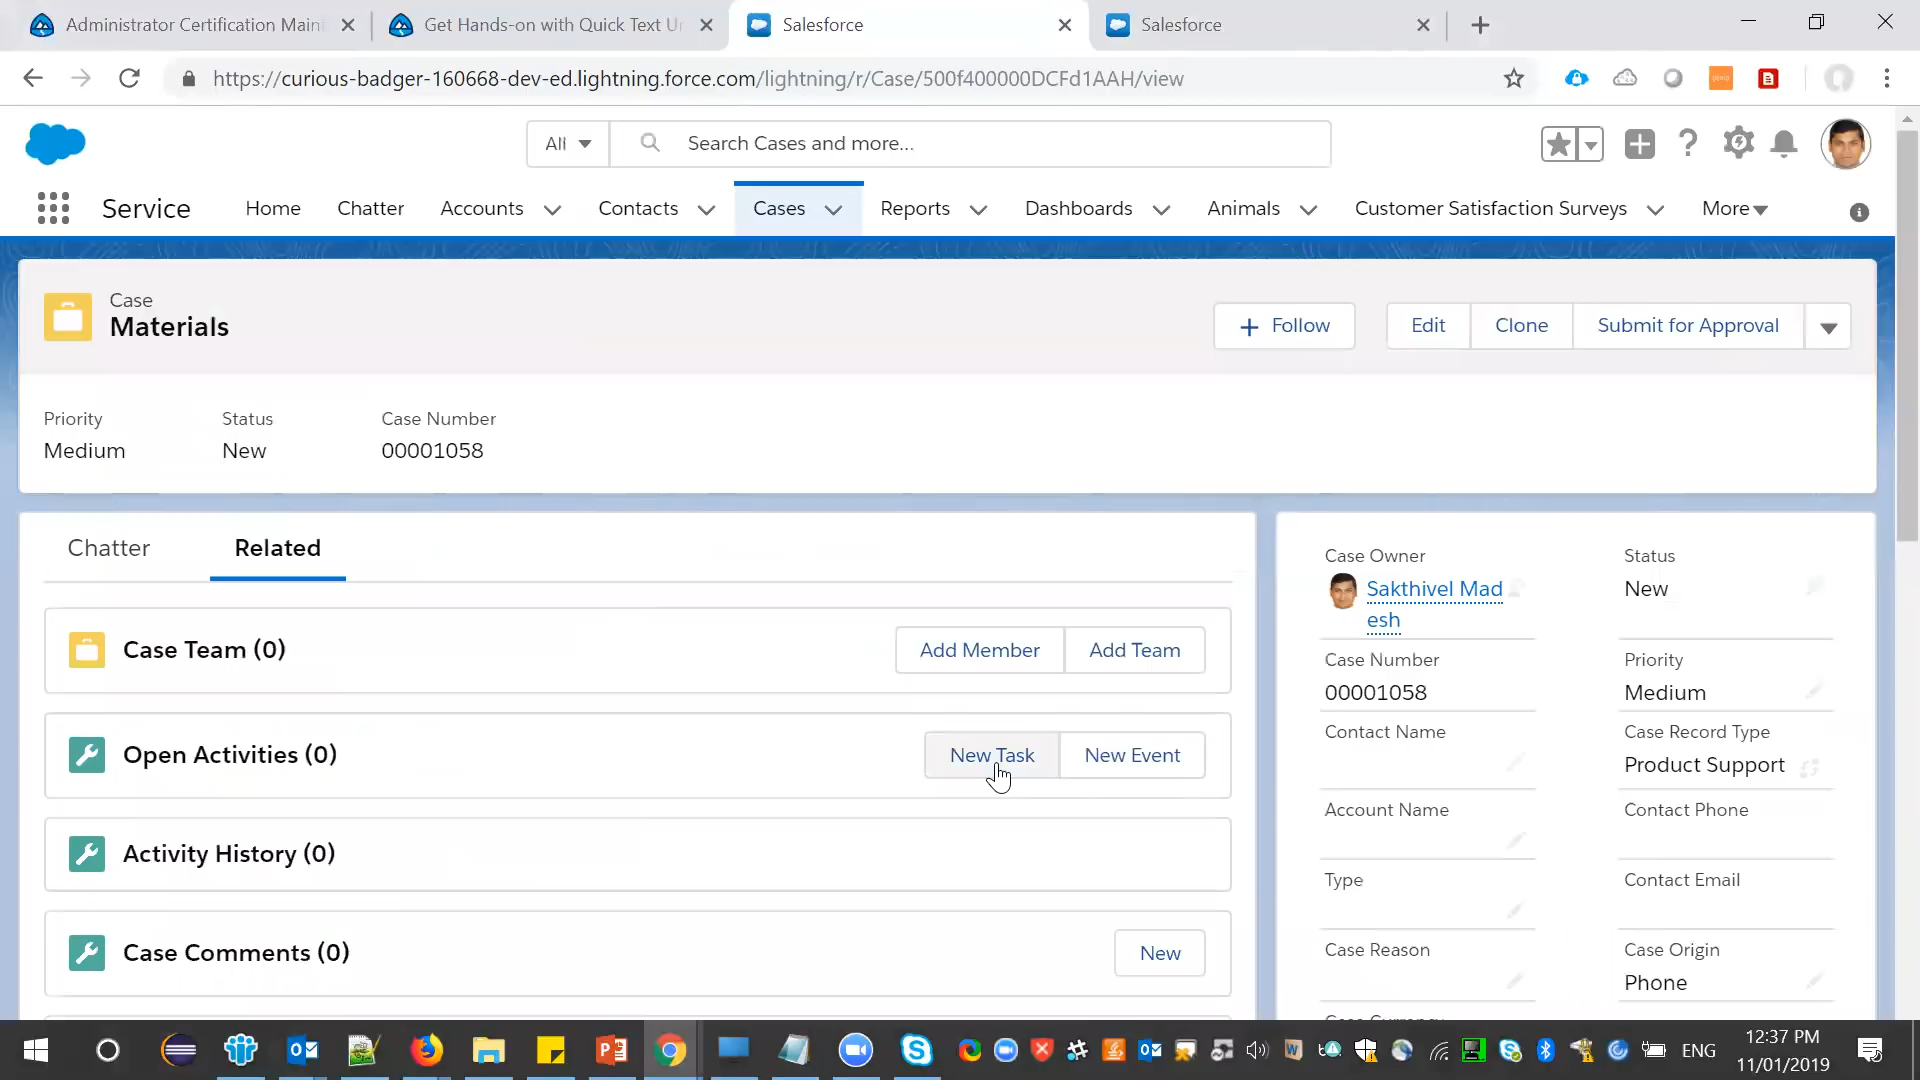 Administrator Certification Main
Get Hands-on with Quick Text Ur
Salesforce
Salesforce
https://curious-badger-160668-dev-ed.lightning.force.com/lightning/r/Case/500f400000DCFd1AAH/view
All
Search Cases and more...
Service
Home
Chatter
Accounts
Contacts
Cases
Reports
Dashboards
Animals
Customer Satisfaction Surveys
More
Case
Materials
Follow
Edit
Clone
Submit for Approval
Priority
Status
Case Number
Medium
New
00001058
Chatter
Related
Case Team (0)
Add Member
Add Team
Open Activities (0)
New Task
New Event
Activity History (0)
Case Comments (0)
New
Case Owner
Sakthivel Mad
esh
Status
New
Case Number
00001058
Priority
Medium
Contact Name
Case Record Type
Product Support
Account Name
Contact Phone
Type
Contact Email
Case Reason
Case Origin
Phone
Case Currency
ENG
12:37 PM
11/01/2019